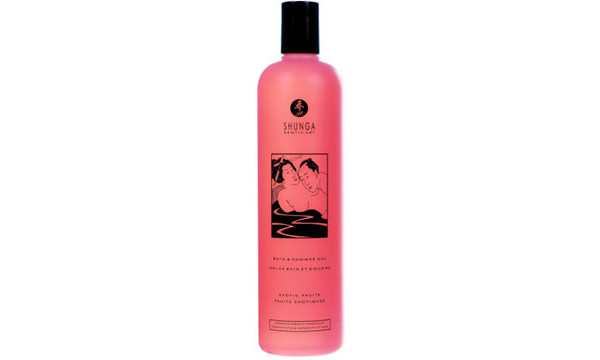 SHUNGA
EROTIC ART
BATH & SHOWER GEL
GEL DE BAIN ET DOUCHE
EXOTIC FRUITS
FRUITS EXOTIQUES